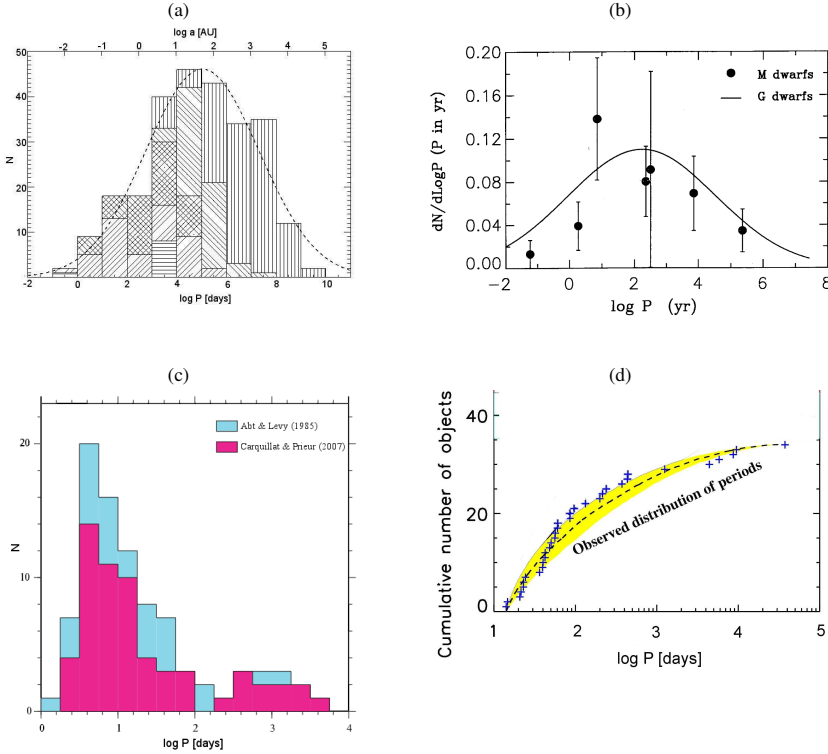 (a)
log a [AU]
-2 -1 0 1 2 3 4 5
50
40
30
20
10
N
-2 0 2 4 6 8 10
log P [days]
(b)
0.20
0.16
0.12
0.08
0.04
0.00
dN/dLogP (P in yr)
M dwarfs
G dwarfs
-2 0 2 4 6 8
log P (yr)
(c)
20
10
0
N
Abt & Levy (1985)
Carquillat & Prieur (2007)
0 1 2 3 4
log P [days]
(d)
40
20
0
Cumulative number of objects
Observed distribution of periods
1 2 3 4 5
log P [days]